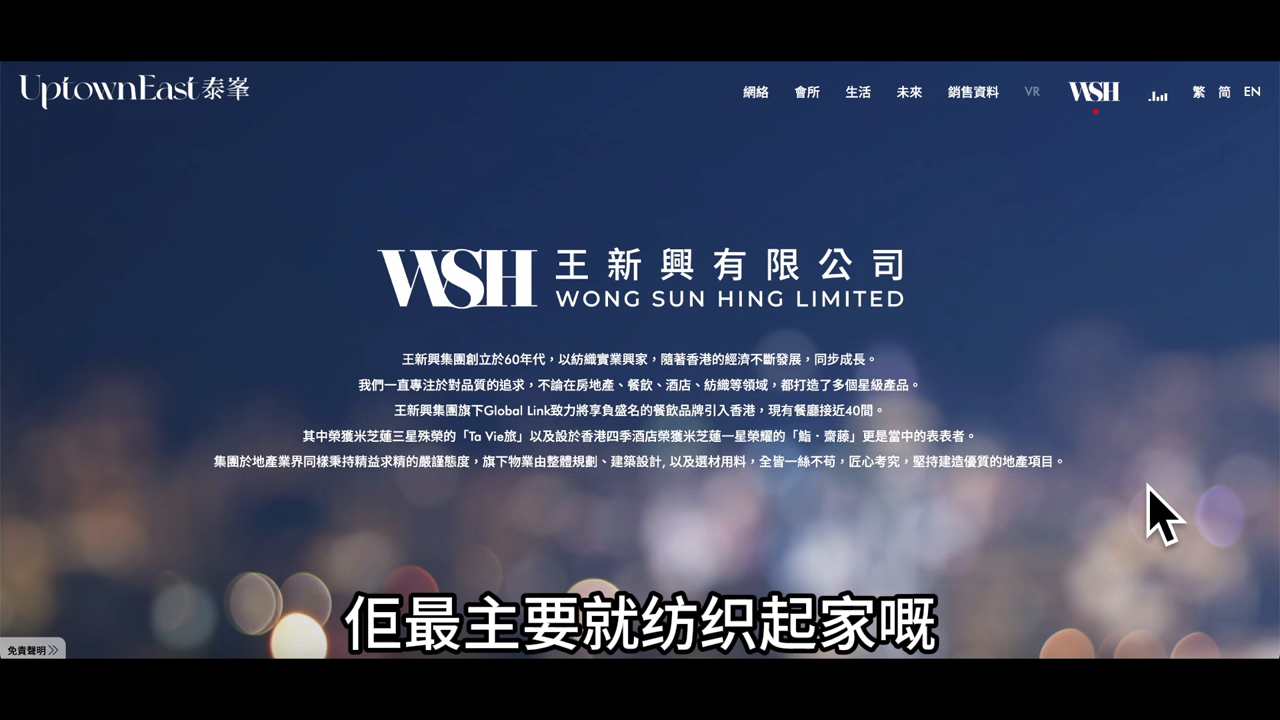 UptownEast泰峯
網絡 會所 生活 未來 銷售資料 VR WSH 繁 简 EN
WSH 王新興有限公司
WONG SUN HING LIMITED
王新興集團創立於60年代，以紡織實業興家，隨著香港的經濟不斷發展，同步成長。
我們一直專注於對品質的追求，不論在房地產、餐飲、酒店、紡織等領域，都打造了多個星級產品。
王新興集團旗下Global Link致力將享負盛名的餐飲品牌引入香港，現有餐廳接近40間。
其中榮獲米芝蓮三星殊榮的「Ta Vie旅」以及設於香港四季酒店榮獲米芝蓮一星榮耀的「鮨．齋藤」更是當中的表表者。
集團於地產業界同樣秉持精益求精的嚴謹態度，旗下物業由整體規劃、建築設計, 以及選材用料，全皆一絲不苟，匠心考究，堅持建造優質的地產項目。
佢最主要就纺织起家嘅
免責聲明